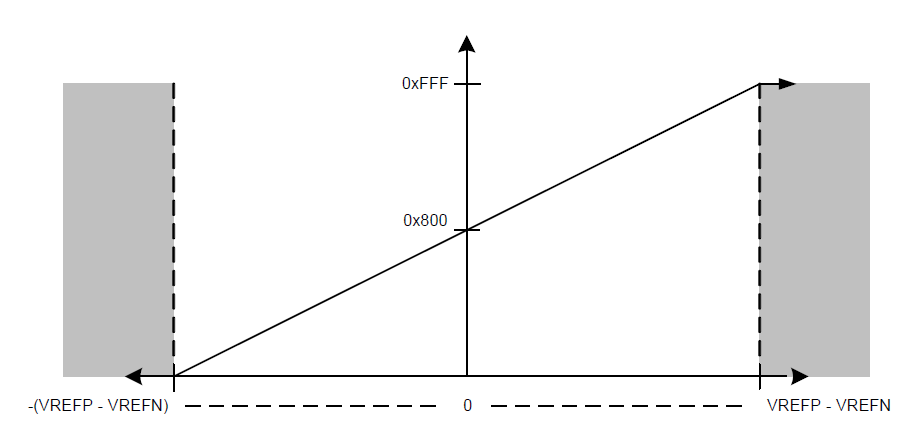 0xFFF
0x800
-(VREFP - VREFN)
0
VREFP - VREFN